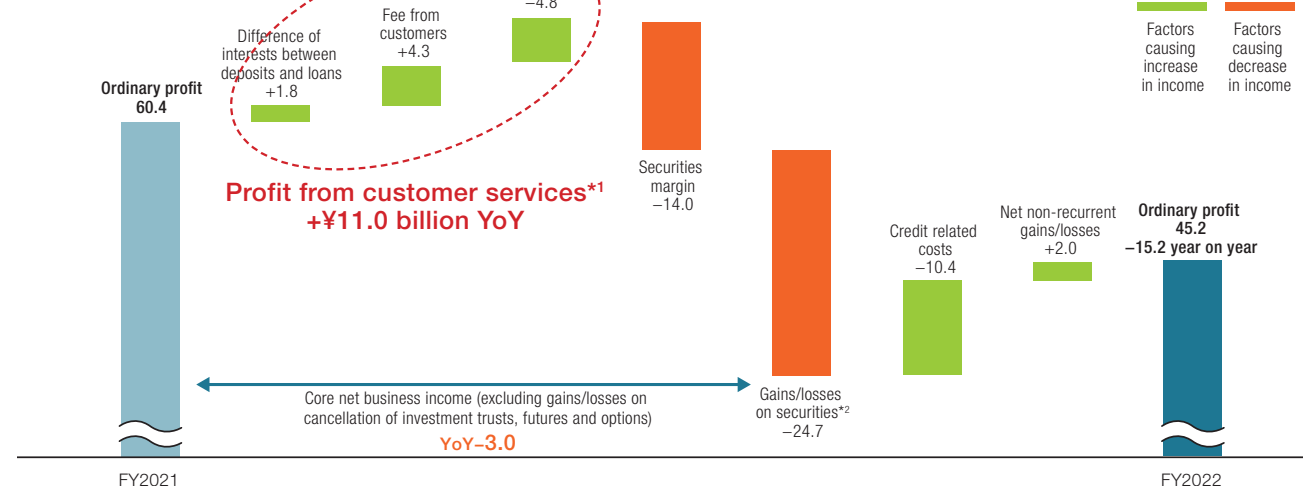 −4.8
Fee from
customers
+4.3
Difference of
interests between
deposits and loans
+1.8
Ordinary profit
60.4
Factors
causing
increase
in income
Factors
causing
decrease
in income
Profit from customer services*1
+¥11.0 billion YoY
Securities
margin
−14.0
Credit related
costs
−10.4
Net non-recurrent
gains/losses
+2.0
Ordinary profit
45.2
−15.2 year on year
Core net business income (excluding gains/losses on
cancellation of investment trusts, futures and options)
YoY−3.0
Gains/losses
on securities*2
−24.7
FY2021
FY2022